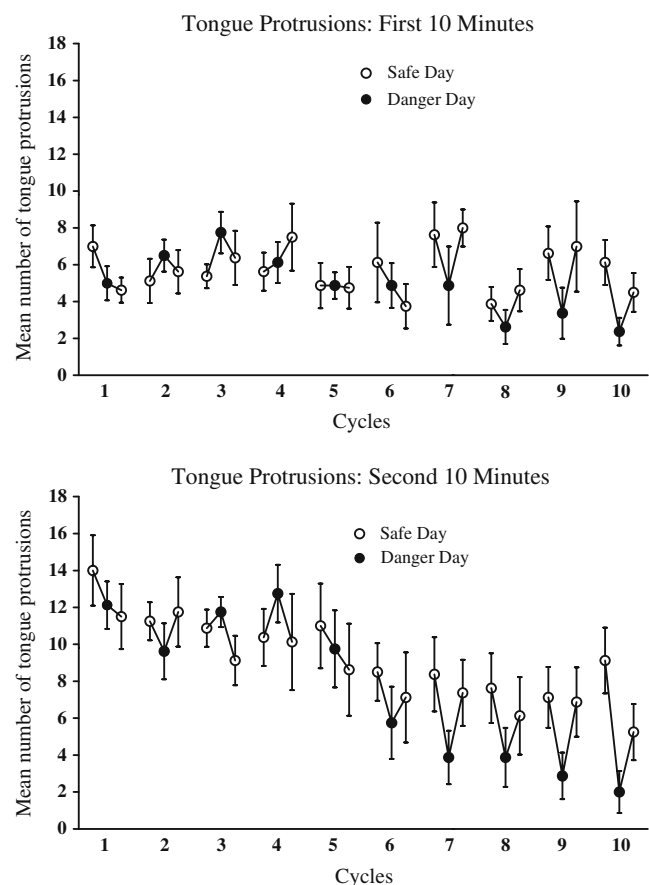 Tongue Protrusions: First 10 Minutes
18
16
14
12
10
8
6
4
2
0
Mean number of tongue protrusions
Safe Day
Danger Day
1 2 3 4 5 6 7 8 9 10
Cycles
Tongue Protrusions: Second 10 Minutes
18
16
14
12
10
8
6
4
2
0
Mean number of tongue protrusions
Safe Day
Danger Day
1 2 3 4 5 6 7 8 9 10
Cycles